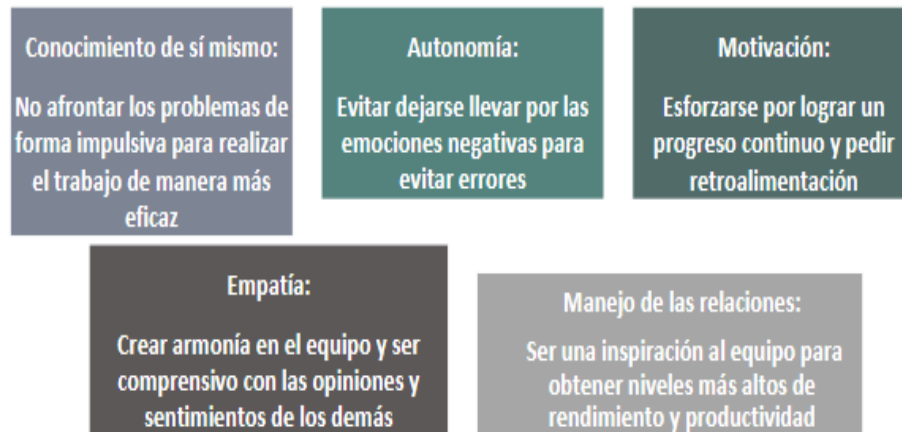 Conocimiento de sí mismo:
No afrontar los problemas de
forma impulsiva para realizar
el trabajo de manera más
eficaz
Autonomía:
Evitar dejarse llevar por las
emociones negativas para
evitar errores
Motivación:
Esforzarse por lograr un
progreso continuo y pedir
retroalimentación
Empatía:
Crear armonía en el equipo y ser
comprensivo con las opiniones y
sentimientos de los demás
Manejo de las relaciones:
Ser una inspiración al equipo para
obtener niveles más altos de
rendimiento y productividad